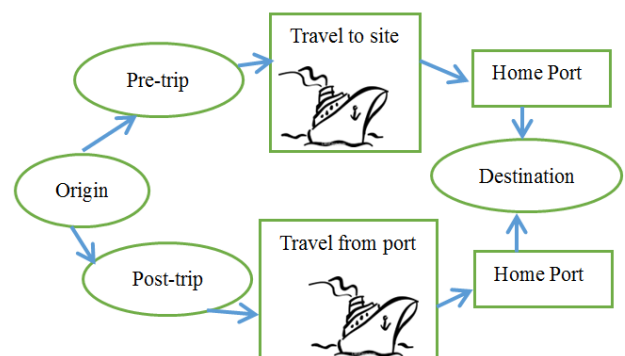 Travel to site
Home Port
Pre-trip
Origin
Destination
Travel from port
Post-trip
Home Port